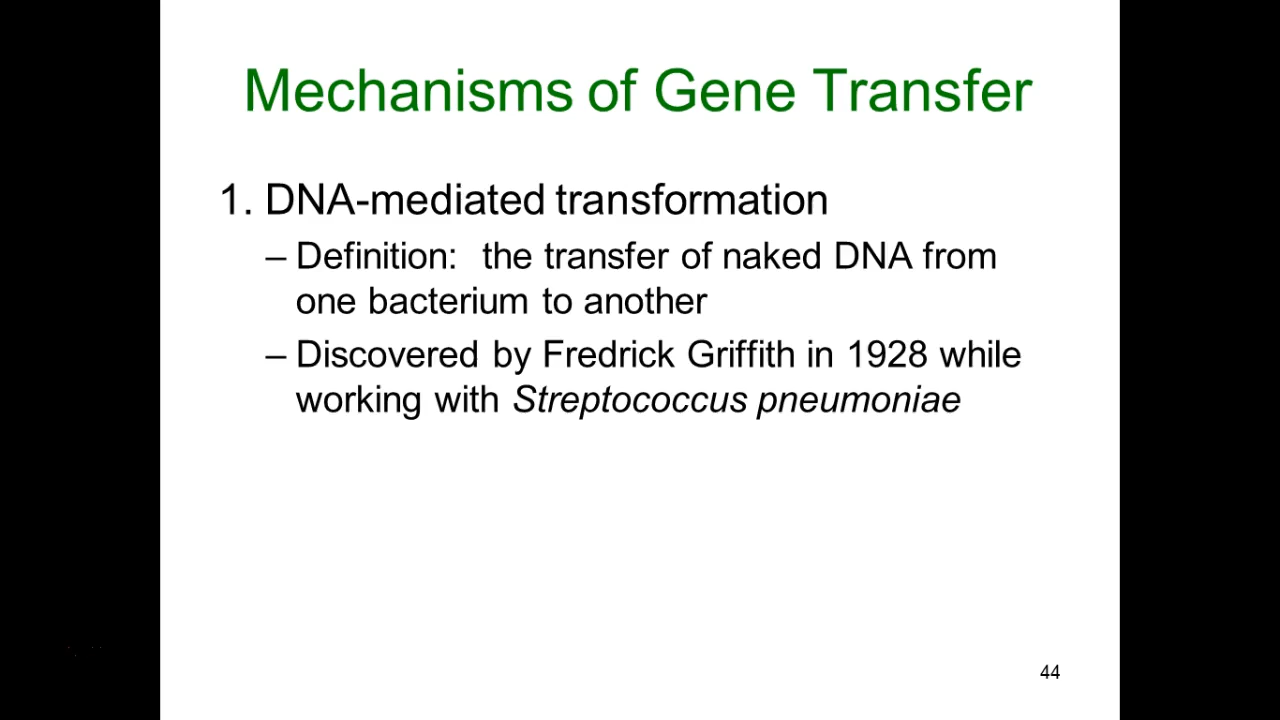 Mechanisms of Gene Transfer
1. DNA-mediated transformation
– Definition:  the transfer of naked DNA from
one bacterium to another
– Discovered by Fredrick Griffith in 1928 while
working with Streptococcus pneumoniae
44